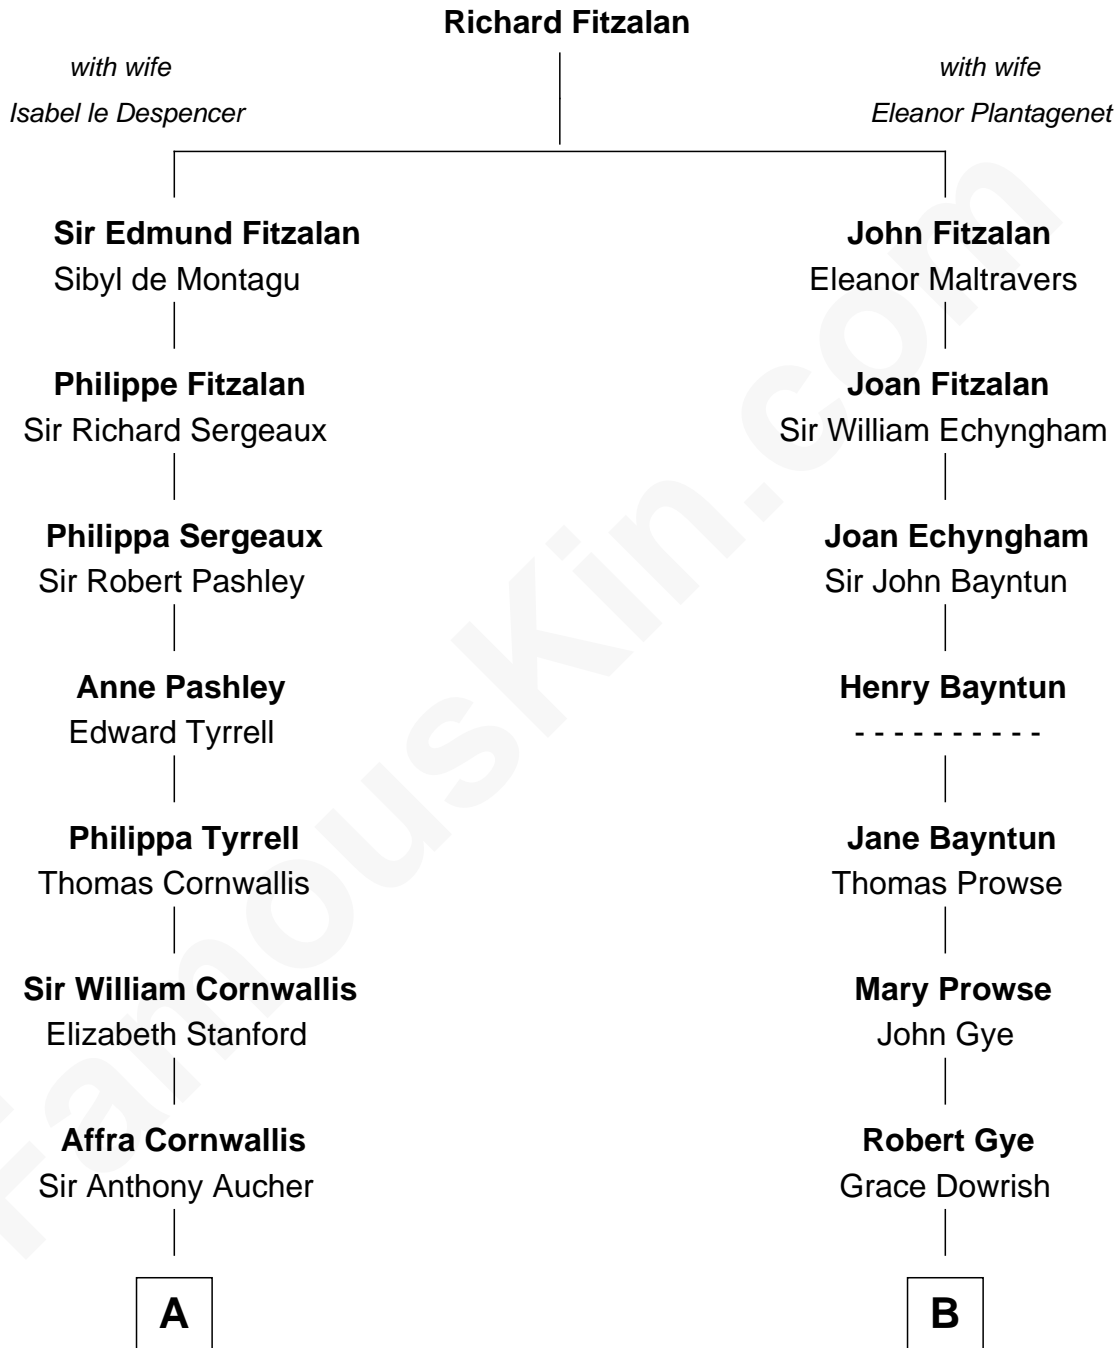 Richard Fitzalan
with wife
Isabel le Despencer
with wife
Eleanor Plantagenet
Sir Edmund Fitzalan
Sibyl de Montagu
John Fitzalan
Eleanor Maltravers
Philippe Fitzalan
Sir Richard Sergeaux
Joan Fitzalan
Sir William Echyngham
Philippa Sergeaux
Sir Robert Pashley
Joan Echyngham
Sir John Bayntun
Anne Pashley
Edward Tyrrell
Henry Bayntun
- - - - - - - - - -
Philippa Tyrrell
Thomas Cornwallis
Jane Bayntun
Thomas Prowse
Sir William Cornwallis
Elizabeth Stanford
Mary Prowse
John Gye
Affra Cornwallis
Sir Anthony Aucher
Robert Gye
Grace Dowrish
A
B
FamousKin.com